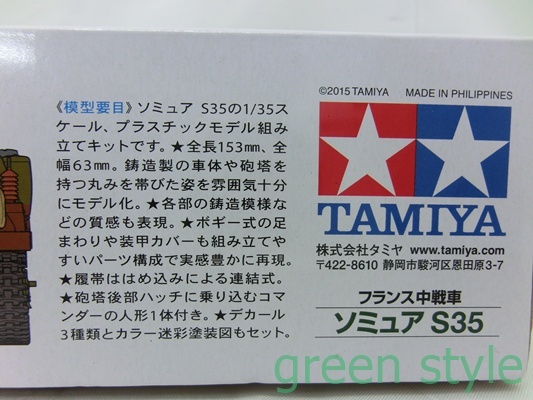 《模型要目》ソミュア S35の1/35ス
ケール、プラスチックモデル組み
立てキットです。★全長153mm、全
幅63mm。鋳造製の車体や砲塔を
持つ丸みを帯びた姿を雰囲気十分
にモデル化。★各部の鋳造模様な
どの質感も表現。★ボギー式の足
まわりや装甲カバーも組み立てや
すいパーツ構成で実感豊かに再現。
★履帯ははめ込みによる連結式。
★砲塔後部ハッチに乗り込むコマ
ンダーの人形1体付き。★デカール
3種類とカラー迷彩塗装図もセット。
©2015 TAMIYA MADE IN PHILIPPINES
TAMIYA
株式会社タミヤ www.tamiya.com
〒422-8610 静岡市駿河区恩田原3-7
フランス中戦車
ソミュア S35
green style